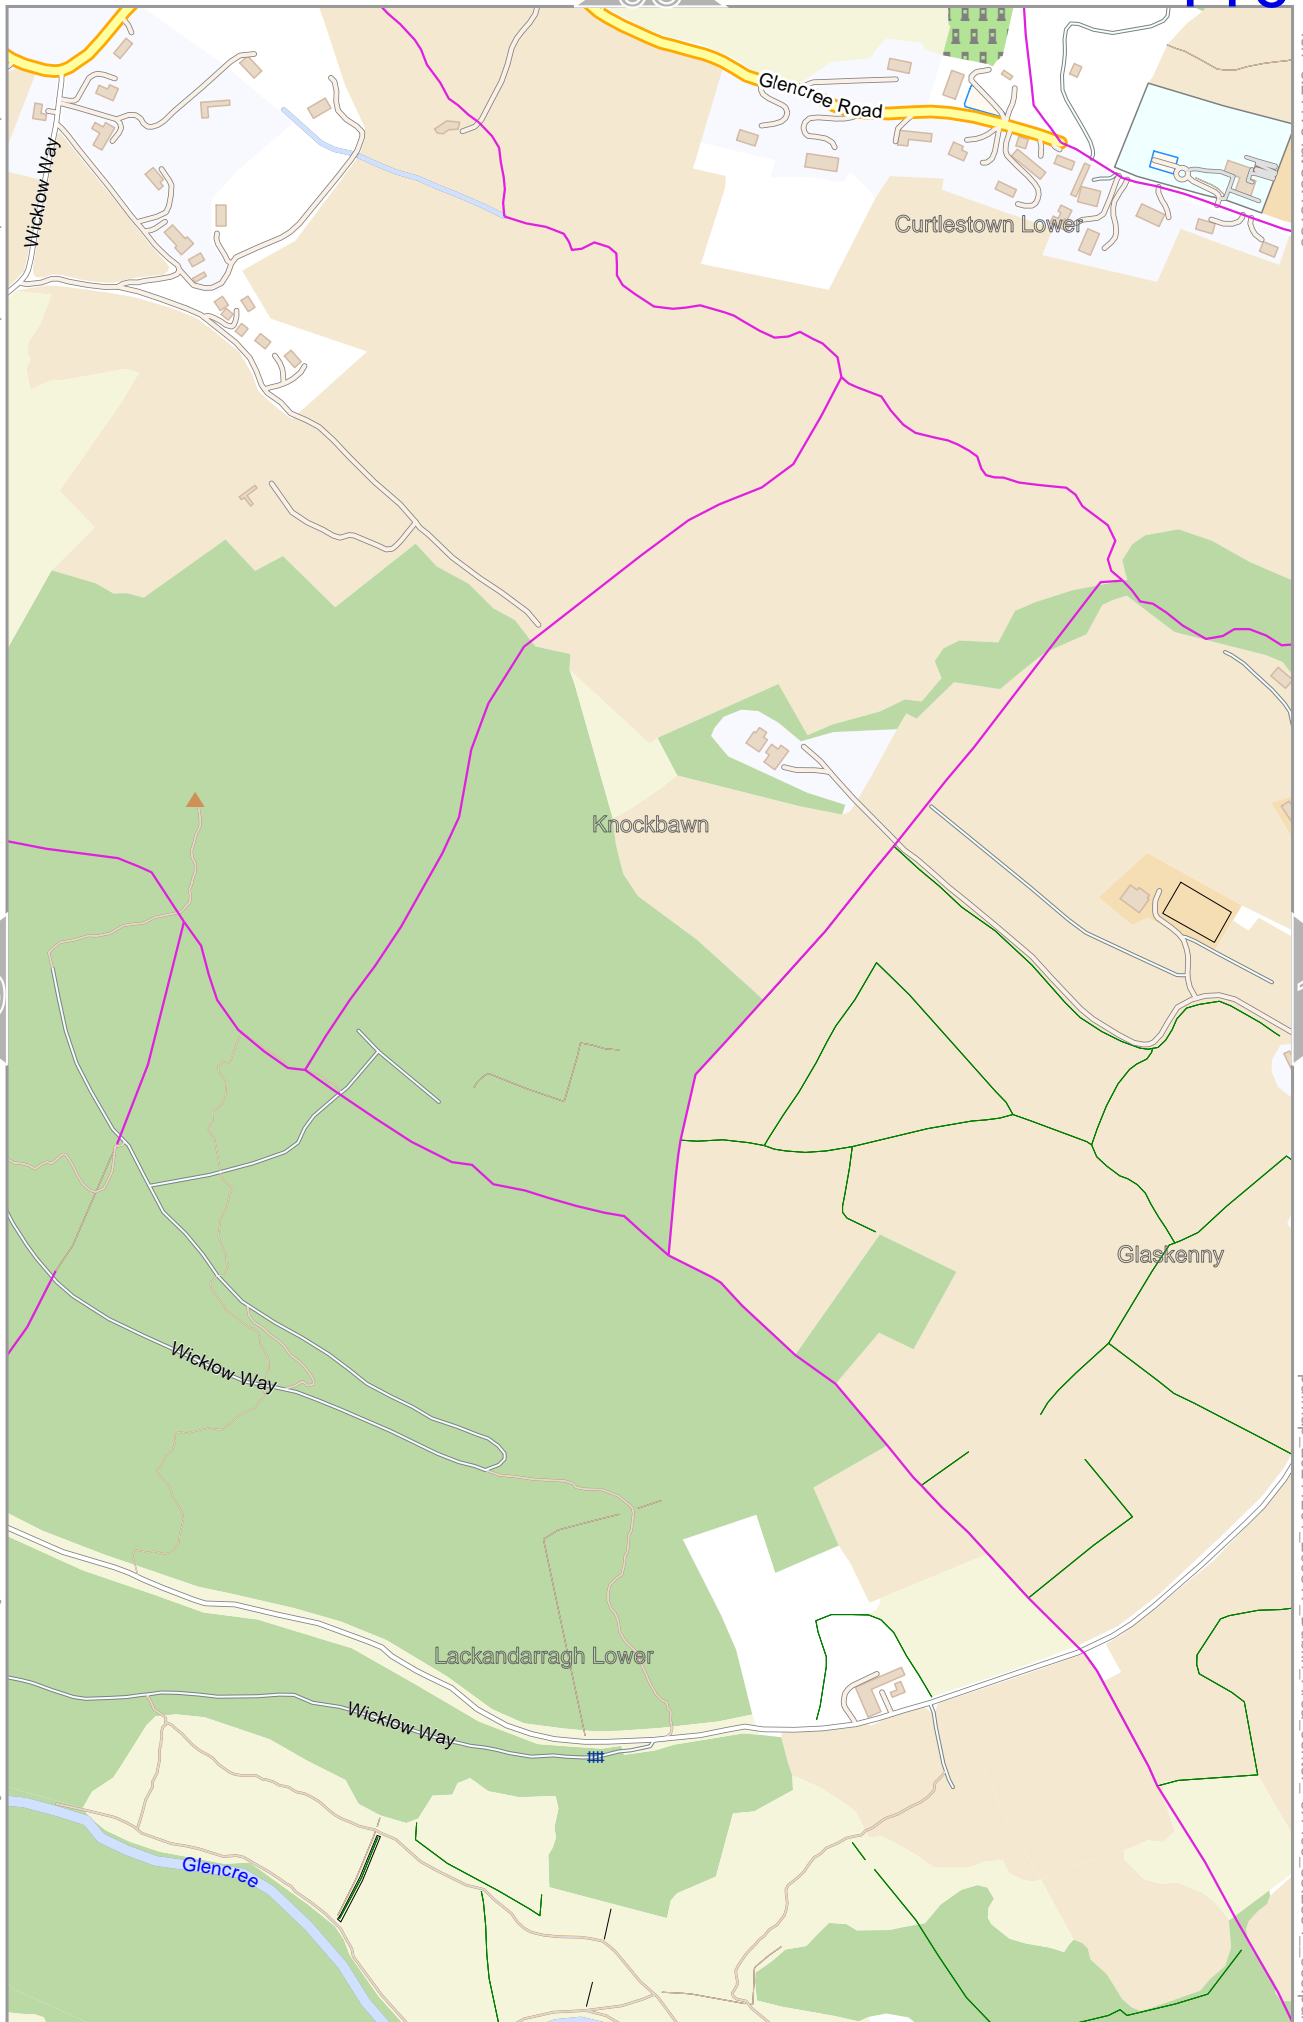 Glencree Road
Wicklow Way
Curtlestown Lower
Knockbawn
Glaskenny
Wicklow Way
Lackandarragh Lower
Wicklow Way
Glencree